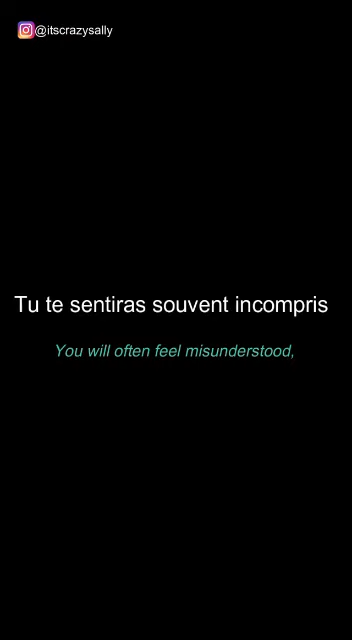 @itscrazysally
Tu te sentiras souvent incompris
You will often feel misunderstood,